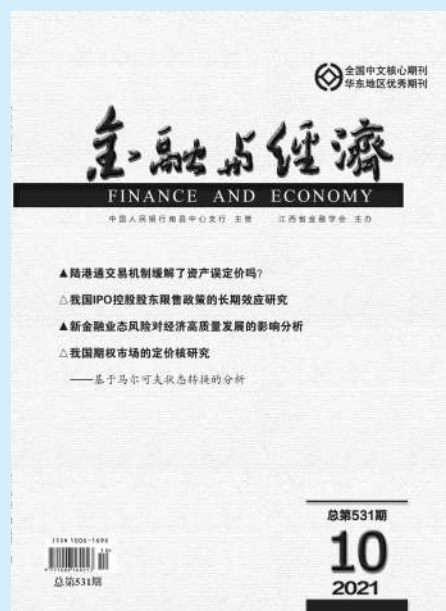 全国中文核心期刊
华东地区优秀期刊
金融与经濟
FINANCE AND ECONOMY
中国人民银行南昌中心支行 主管 江西省金融学会 主办
▲陆港通交易机制缓解了资产误定价吗?
△我国IPO控股股东限售政策的长期效应研究
▲新金融业态风险对经济高质量发展的影响分析
△我国期权市场的定价核研究
——基于马尔可夫状态转换的分析
总第531期
10
2021
ISSN 1006-169X
总第531期